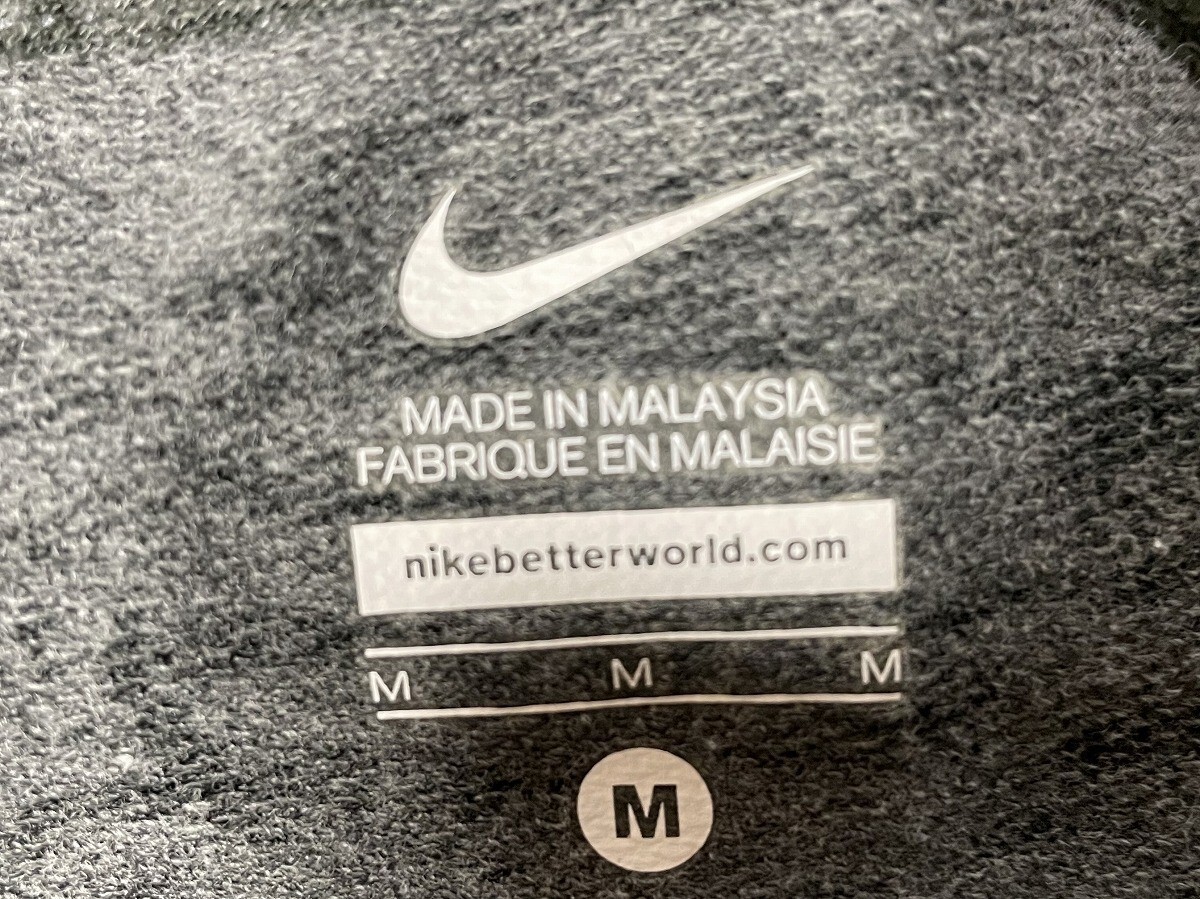 MADE IN MALAYSIA
FABRIQUE EN MALAISIE
nikebetterworld.com
M M M
M